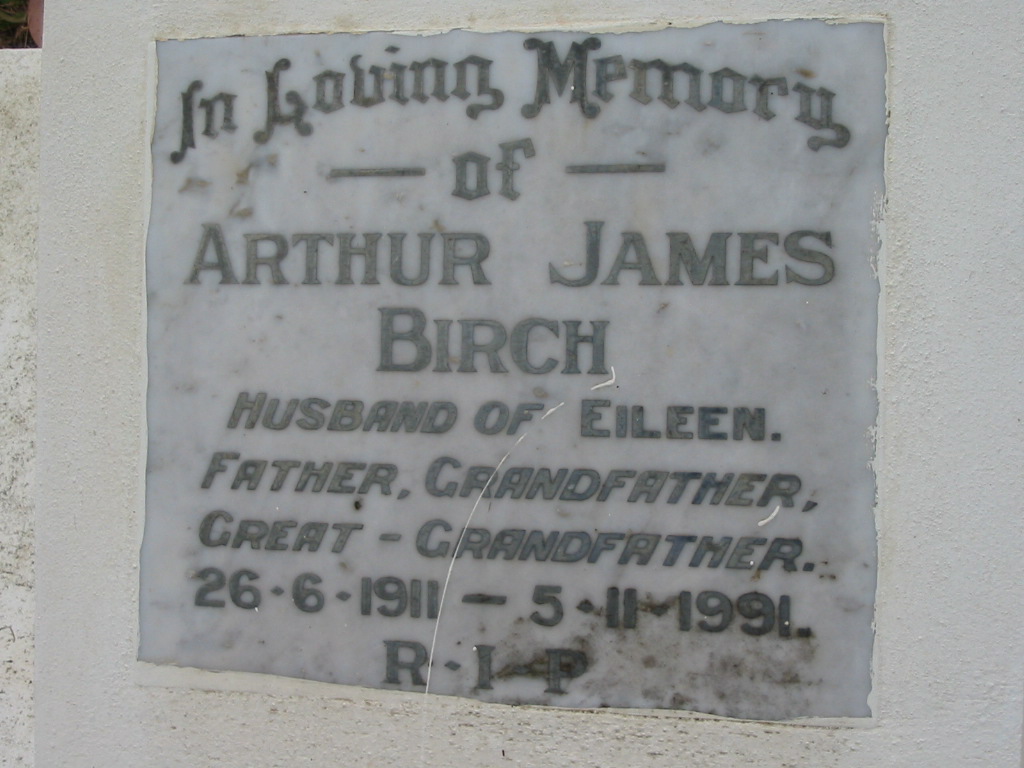 In Loving Memory
— of —
ARTHUR JAMES
BIRCH
HUSBAND OF EILEEN.
FATHER, GRANDFATHER,
GREAT - GRANDFATHER.
26·6·1911 — 5·11·1991.
R·I·P